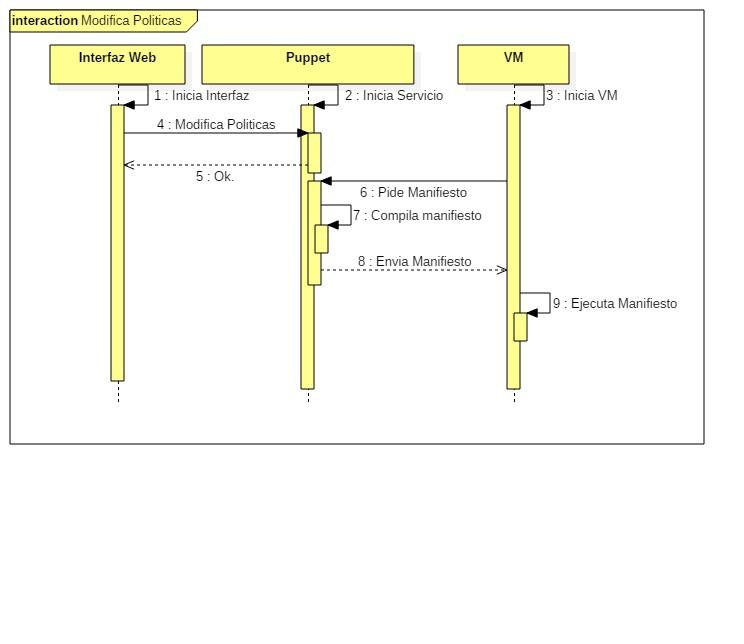 interaction Modifica Politicas
Interfaz Web
Puppet
VM
1 : Inicia Interfaz
2 : Inicia Servicio
3 : Inicia VM
4 : Modifica Politicas
5 : Ok.
6 : Pide Manifiesto
7 : Compila manifiesto
8 : Envia Manifiesto
9 : Ejecuta Manifiesto